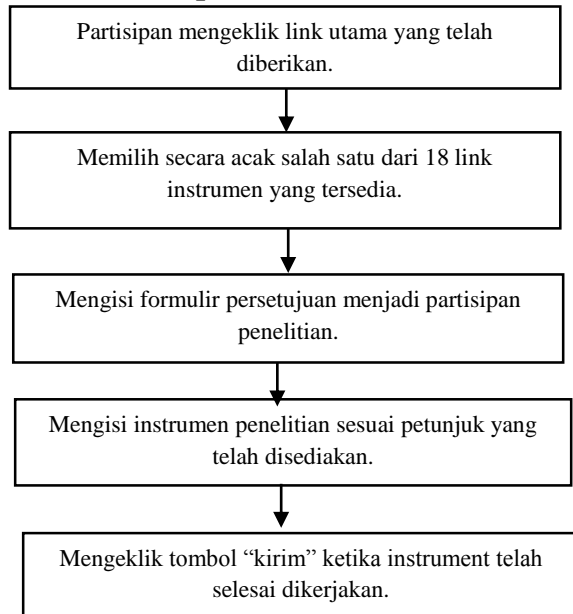 Partisipan mengeklik link utama yang telah
diberikan.
Memilih secara acak salah satu dari 18 link
instrumen yang tersedia.
Mengisi formulir persetujuan menjadi partisipan
penelitian.
Mengisi instrumen penelitian sesuai petunjuk yang
telah disediakan.
Mengeklik tombol “kirim” ketika instrument telah
selesai dikerjakan.